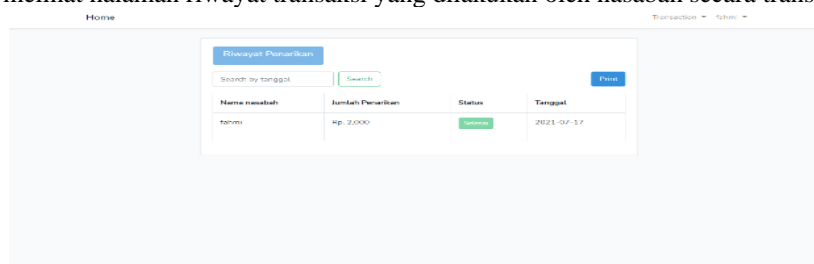 melihat halaman riwayat transaksi yang dilakukan oleh nasabah secara trans
Home Transaction fahmi
Riwayat Penarikan
Search by tanggal Search Print
Nama nasabah Jumlah Penarikan Status Tanggal
fahmi Rp. 2,000 Selesai 2021-07-17